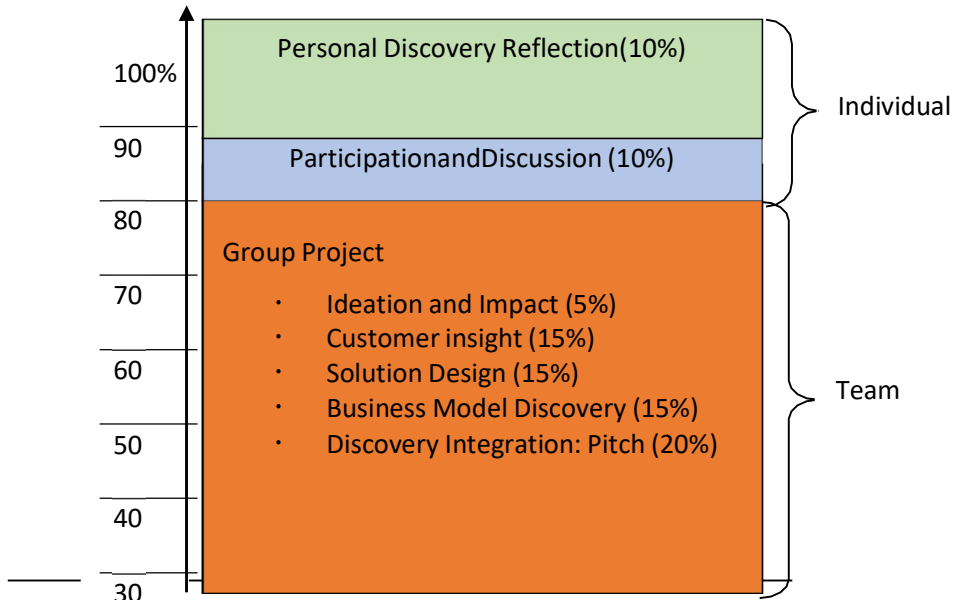 Personal Discovery Reflection(10%)
100%
Individual
90
ParticipationandDiscussion (10%)
80
Group Project
70
· Ideation and Impact (5%)
· Customer insight (15%)
60
· Solution Design (15%)
Team
· Business Model Discovery (15%)
50
· Discovery Integration: Pitch (20%)
40
30